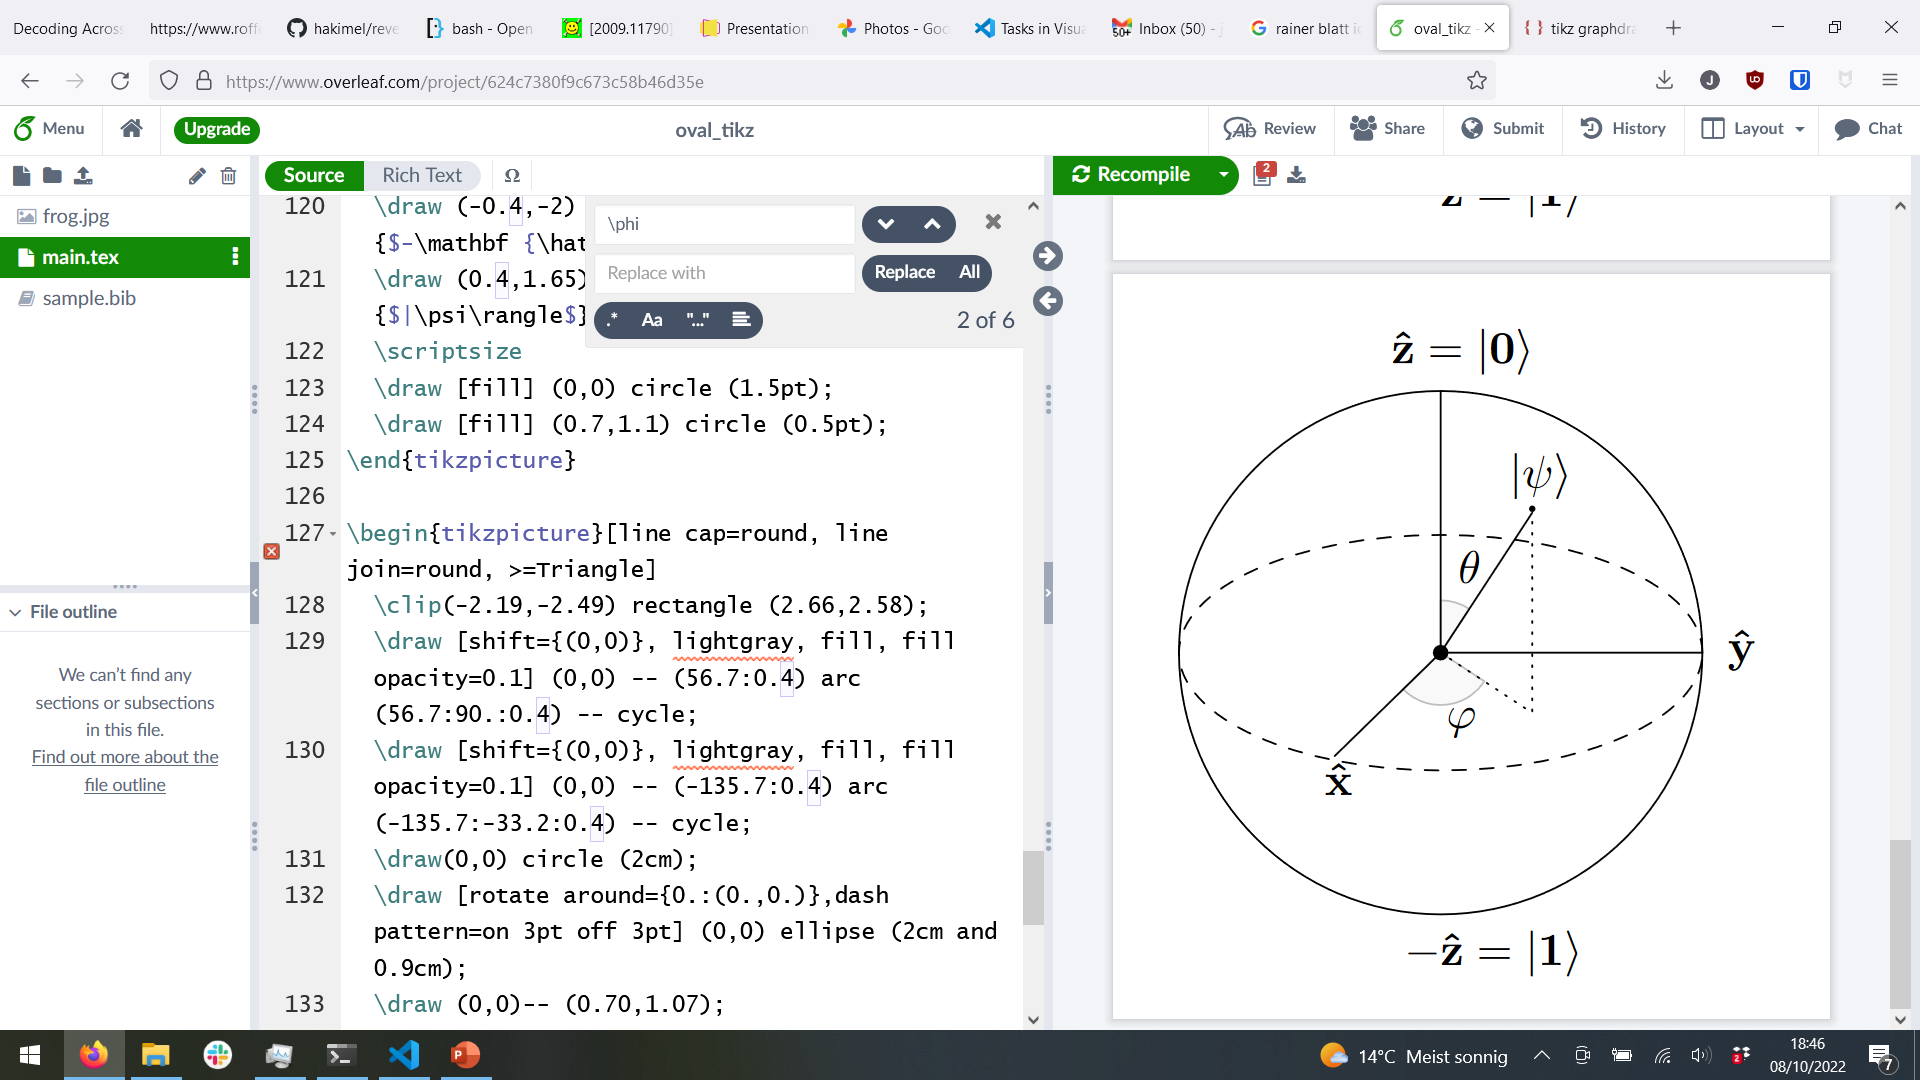 Decoding Acros
https://www.roff
hakimel/reve
bash - Open
[2009.11790]
Presentation
Photos - Goo
Tasks in Visu
Inbox (50) - j
rainer blatt ic
oval_tikz -
tikz graphdra
https://www.overleaf.com/project/624c7380f9c673c58b46d35e
Menu
Upgrade
oval_tikz
Review
Share
Submit
History
Layout
Chat
Source
Rich Text
Ω
Recompile
2
frog.jpg
main.tex
sample.bib
File outline
We can't find any
sections or subsections
in this file.
Find out more about the
file outline
\phi
Replace with
Replace
All
.*
Aa
"..."
2 of 6
120 \draw (-0.4,-2)
{$-\mathbf {\hat
121 \draw (0.4,1.65)
{$|\psi\rangle$}
122 \scriptsize
123 \draw [fill] (0,0) circle (1.5pt);
124 \draw [fill] (0.7,1.1) circle (0.5pt);
125 \end{tikzpicture}
126
127 \begin{tikzpicture}[line cap=round, line
join=round, >=Triangle]
128 \clip(-2.19,-2.49) rectangle (2.66,2.58);
129 \draw [shift={(0,0)}, lightgray, fill, fill
opacity=0.1] (0,0) -- (56.7:0.4) arc
(56.7:90.:0.4) -- cycle;
130 \draw [shift={(0,0)}, lightgray, fill, fill
opacity=0.1] (0,0) -- (-135.7:0.4) arc
(-135.7:-33.2:0.4) -- cycle;
131 \draw(0,0) circle (2cm);
132 \draw [rotate around={0.:(0.,0.)},dash
pattern=on 3pt off 3pt] (0,0) ellipse (2cm and
0.9cm);
133 \draw (0,0)-- (0.70,1.07);
ẑ = |0⟩
|ψ⟩
θ
ŷ
φ
x̂
−ẑ = |1⟩
14°C Meist sonnig
18:46
08/10/2022
7